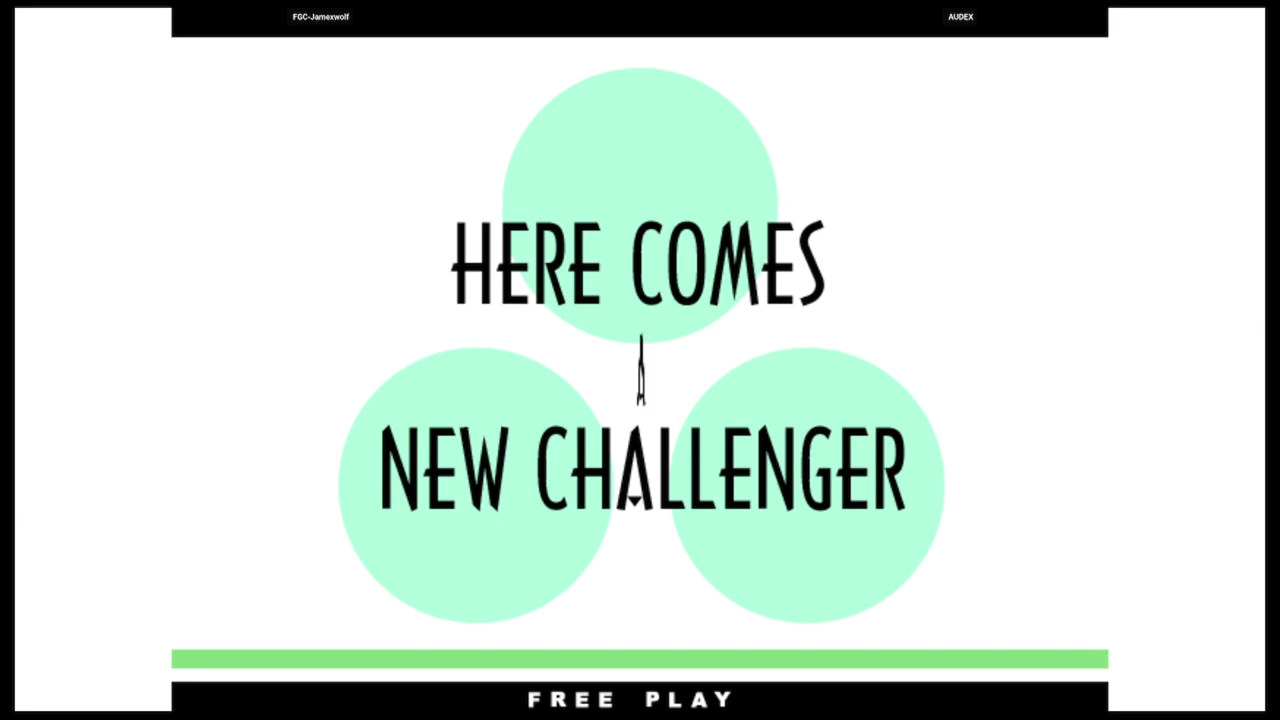 FGC-Jamexwolf AUDEX
HERE COMES
A
NEW CHALLENGER
FREE PLAY